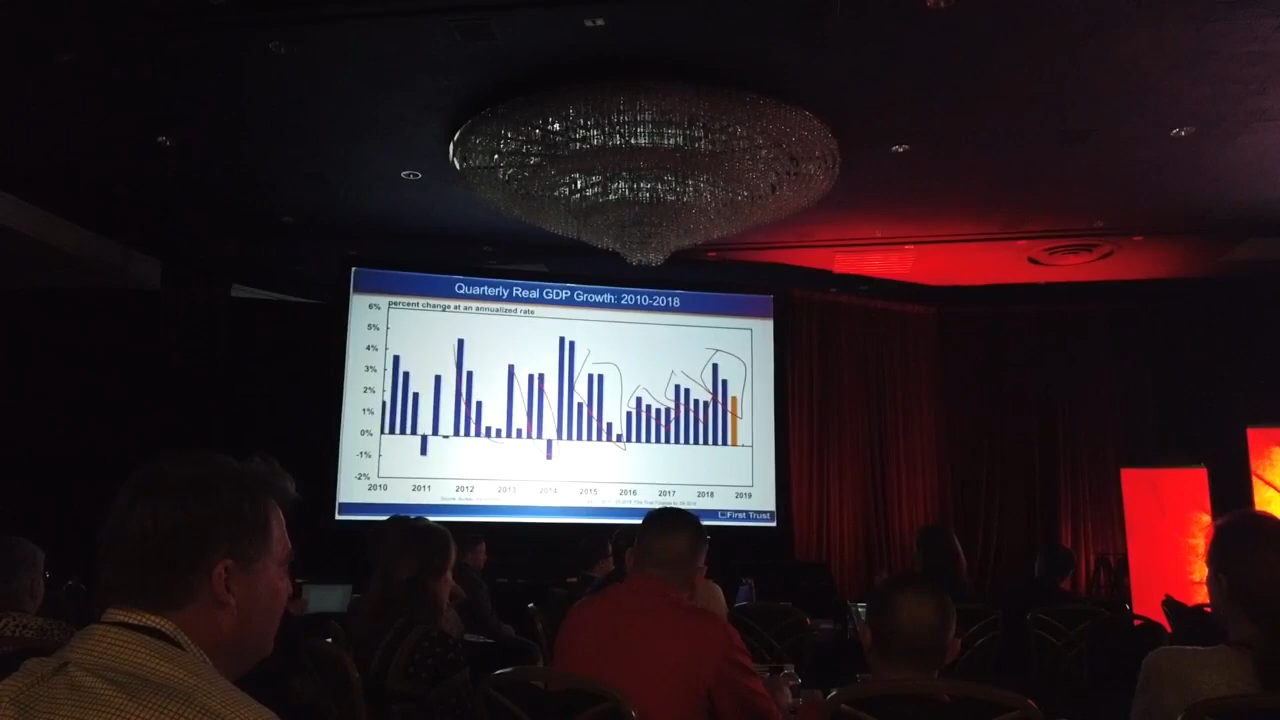 Quarterly Real GDP Growth: 2010-2018
percent change at an annualized rate
6%
5%
4%
3%
2%
1%
0%
-1%
-2%
2010 2011 2012 2013 2014 2015 2016 2017 2018 2019
First Trust